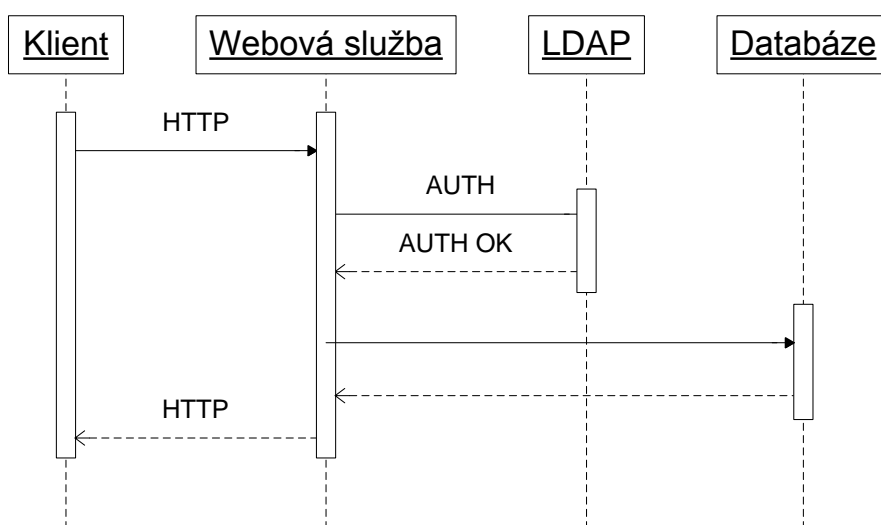 Klient
Webová služba
LDAP
Databáze
HTTP
AUTH
AUTH OK
HTTP